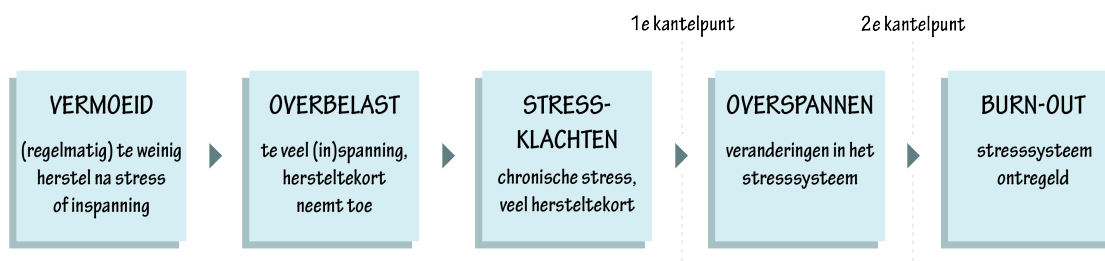 1e kantelpunt
2e kantelpunt
VERMOEID
(regelmatig) te weinig
herstel na stress
of inspanning
OVERBELAST
te veel (in)spanning,
hersteltekort
neemt toe
STRESS-
KLACHTEN
chronische stress,
veel hersteltekort
OVERSPANNEN
veranderingen in het
stresssysteem
BURN-OUT
stresssysteem
ontregeld